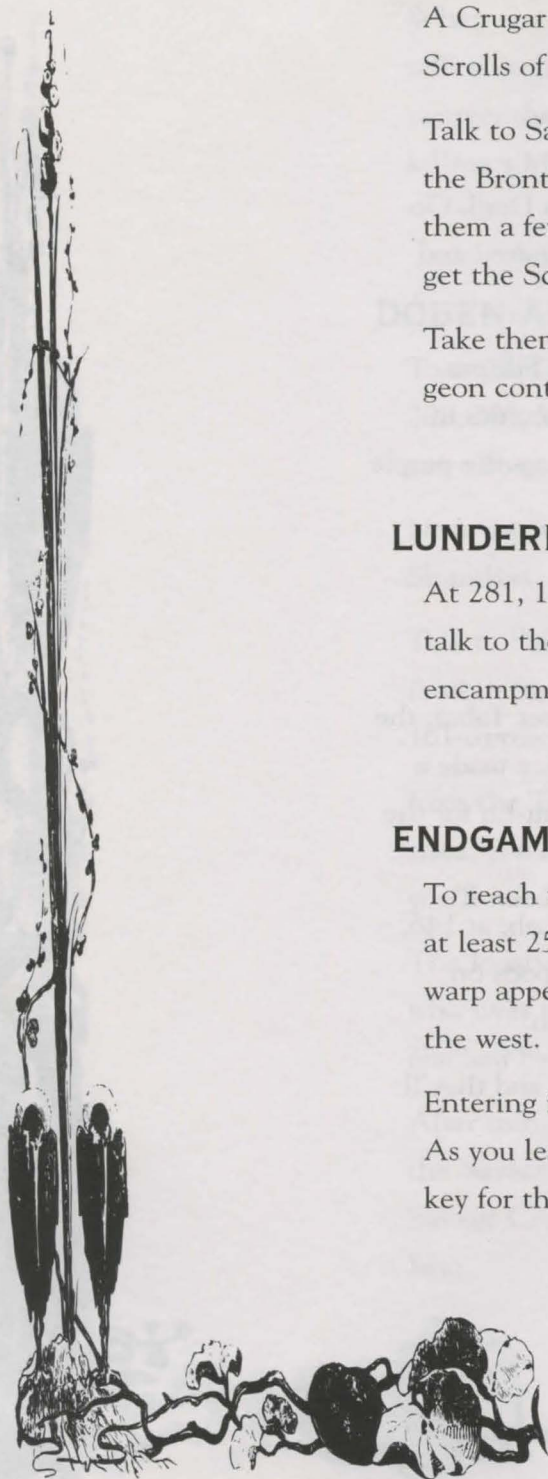 A Crugar
Scrolls of
Talk to Sa
the Bront
them a fe
get the Sc
Take ther
geon cont
LUNDERI
At 281, 1
talk to the
encampm
ENDGAM
To reach
at least 25
warp appe
the west.
Entering
As you le
key for th